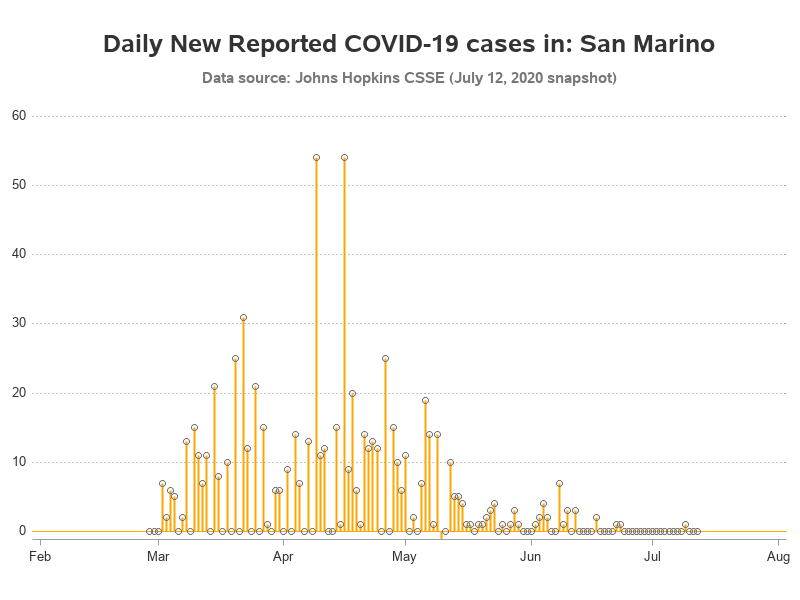 Daily New Reported COVID-19 cases in: San Marino
Data source: Johns Hopkins CSSE (July 12, 2020 snapshot)
60
50
40
30
20
10
0
Feb Mar Apr May Jun Jul Aug